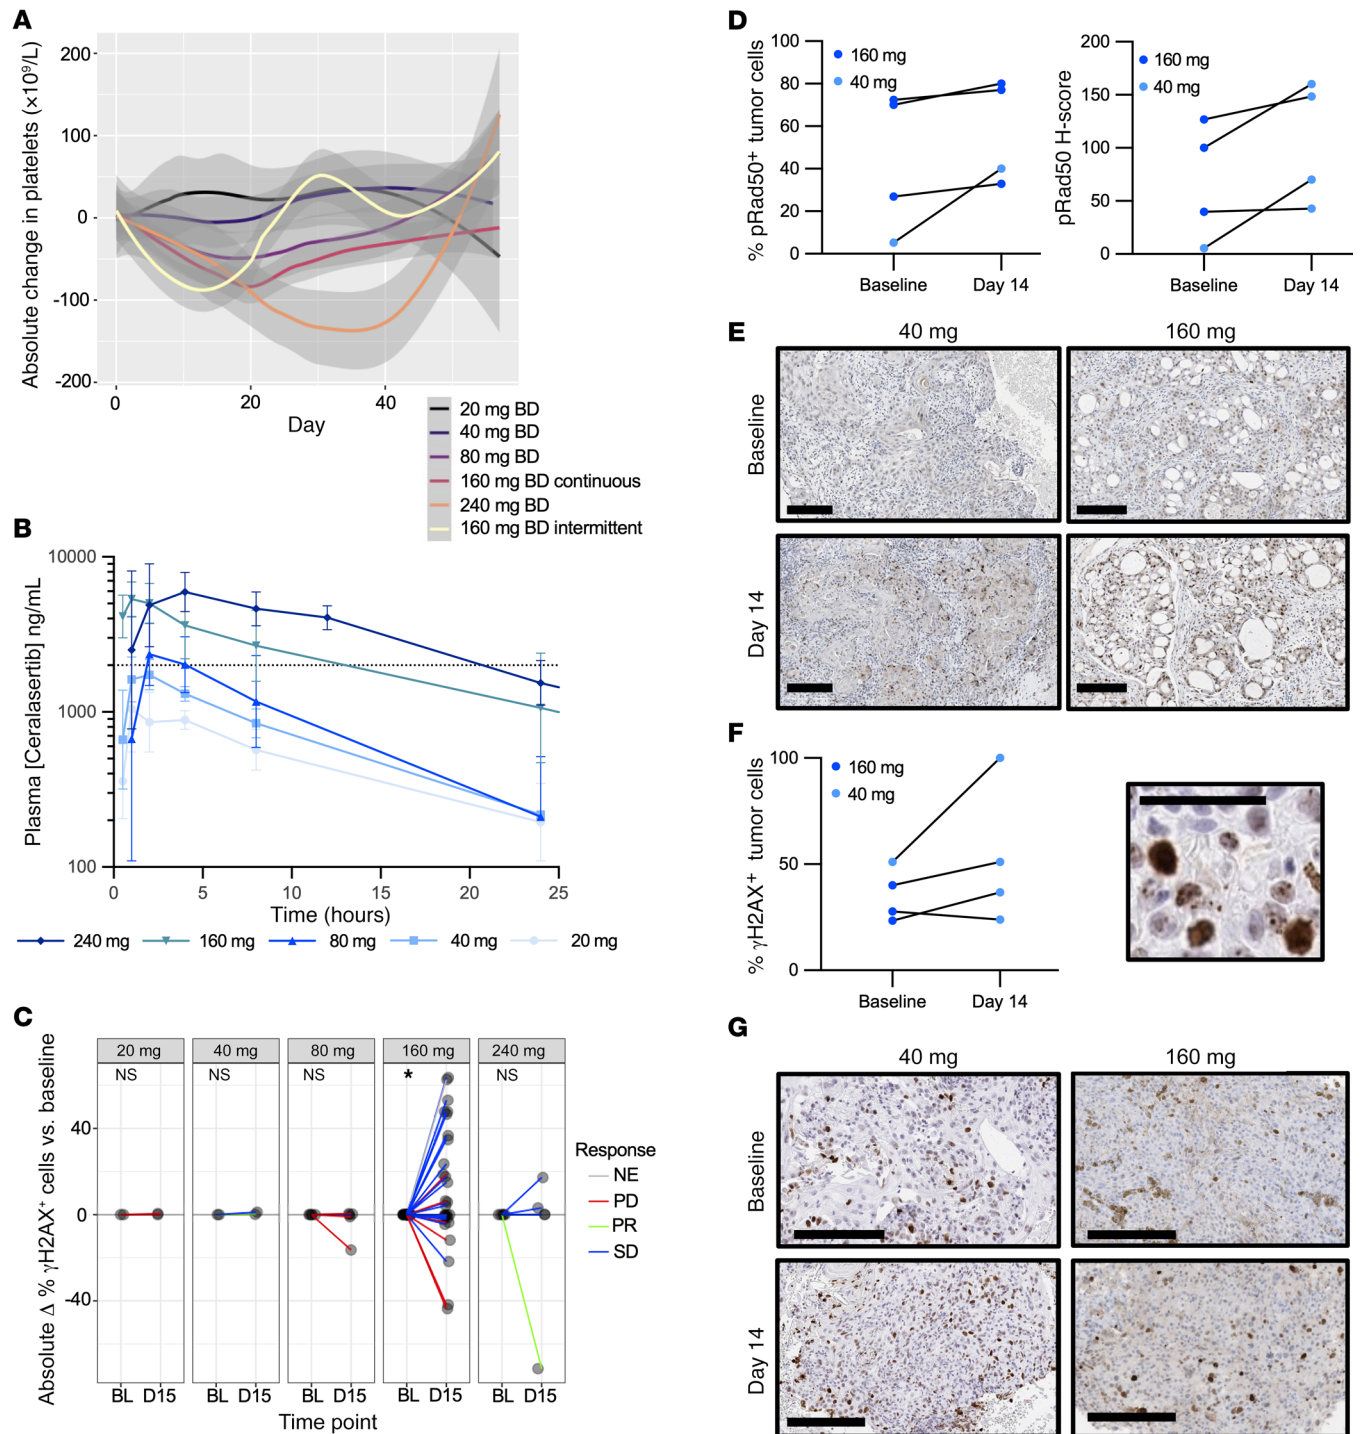 A
Absolute change in platelets (×10⁹/L)
200
100
0
-100
-200
0
20
40
Day
20 mg BD
40 mg BD
80 mg BD
160 mg BD continuous
240 mg BD
160 mg BD intermittent
B
Plasma [Ceralasertib] ng/mL
10000
1000
100
0
5
10
15
20
25
Time (hours)
240 mg
160 mg
80 mg
40 mg
20 mg
C
Absolute Δ % γH2AX⁺ cells vs. baseline
20 mg
40 mg
80 mg
160 mg
240 mg
NS
NS
NS
*
NS
40
0
-40
BL D15
BL D15
BL D15
BL D15
BL D15
Time point
Response
NE
PD
PR
SD
D
% pRad50⁺ tumor cells
100
80
60
40
20
0
160 mg
40 mg
Baseline
Day 14
pRad50 H-score
200
150
100
50
0
160 mg
40 mg
Baseline
Day 14
E
40 mg
160 mg
Baseline
Day 14
F
% γH2AX⁺ tumor cells
100
50
0
160 mg
40 mg
Baseline
Day 14
G
40 mg
160 mg
Baseline
Day 14